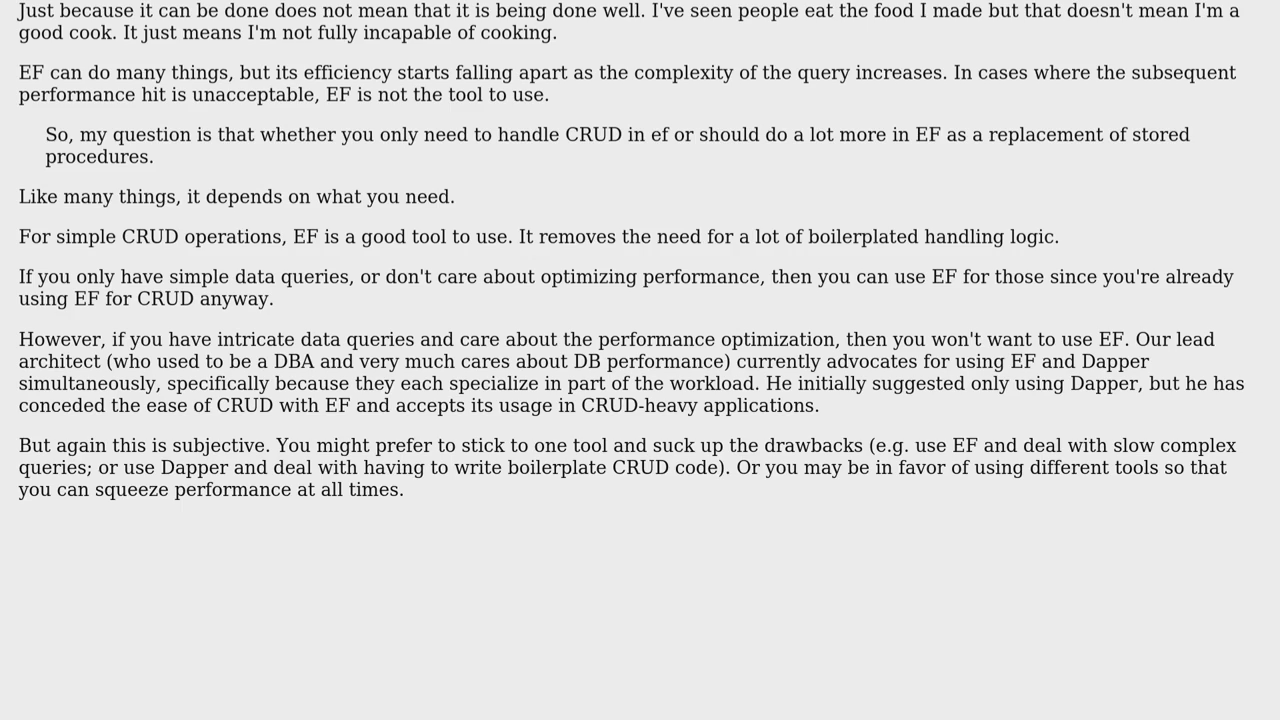 Just because it can be done does not mean that it is being done well. I've seen people eat the food I made but that doesn't mean I'm a
good cook. It just means I'm not fully incapable of cooking.
EF can do many things, but its efficiency starts falling apart as the complexity of the query increases. In cases where the subsequent
performance hit is unacceptable, EF is not the tool to use.
So, my question is that whether you only need to handle CRUD in ef or should do a lot more in EF as a replacement of stored
procedures.
Like many things, it depends on what you need.
For simple CRUD operations, EF is a good tool to use. It removes the need for a lot of boilerplated handling logic.
If you only have simple data queries, or don't care about optimizing performance, then you can use EF for those since you're already
using EF for CRUD anyway.
However, if you have intricate data queries and care about the performance optimization, then you won't want to use EF. Our lead
architect (who used to be a DBA and very much cares about DB performance) currently advocates for using EF and Dapper
simultaneously, specifically because they each specialize in part of the workload. He initially suggested only using Dapper, but he has
conceded the ease of CRUD with EF and accepts its usage in CRUD-heavy applications.
But again this is subjective. You might prefer to stick to one tool and suck up the drawbacks (e.g. use EF and deal with slow complex
queries; or use Dapper and deal with having to write boilerplate CRUD code). Or you may be in favor of using different tools so that
you can squeeze performance at all times.